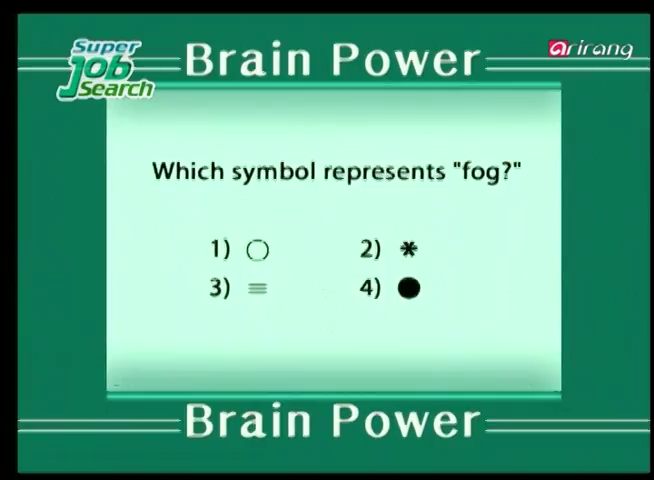 Super
Job
Search
Brain Power
arirang
Which symbol represents "fog?"
1) ○ 2) *
3) ≡ 4) ●
Brain Power